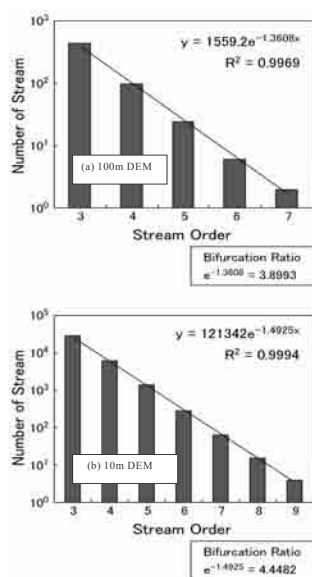 y = 1559.2e^-1.3608x
R² = 0.9969
Number of Stream
10³
10²
10¹
10⁰
(a) 100m DEM
3 4 5 6 7
Stream Order
Bifurcation Ratio
e^-1.3608 = 3.8993
y = 121342e^-1.4925x
R² = 0.9994
Number of Stream
10⁵
10⁴
10³
10²
10¹
10⁰
(b) 10m DEM
3 4 5 6 7 8 9
Stream Order
Bifurcation Ratio
e^-1.4925 = 4.4482